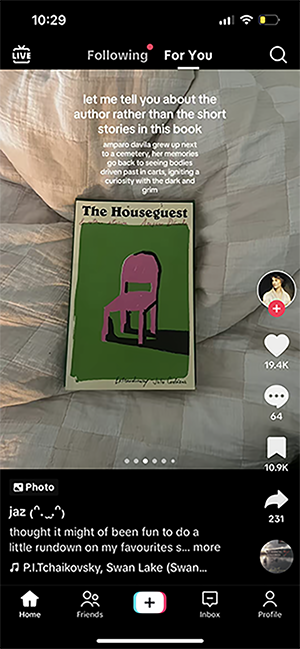 10:29
LIVE
Following
For You
let me tell you about the
author rather than the short
stories in this book
amparo davila grew up next
to a cemetery, her memories
go back to seeing bodies
driven past in carts, igniting a
curiosity with the dark and
grim
The Houseguest
19.4K
64
10.9K
231
Photo
jaz (^._.^)
thought it might of been fun to do a
little rundown on my favourites s... more
P.I.Tchaikovsky, Swan Lake (Swan...
Home
Friends
Inbox
Profile